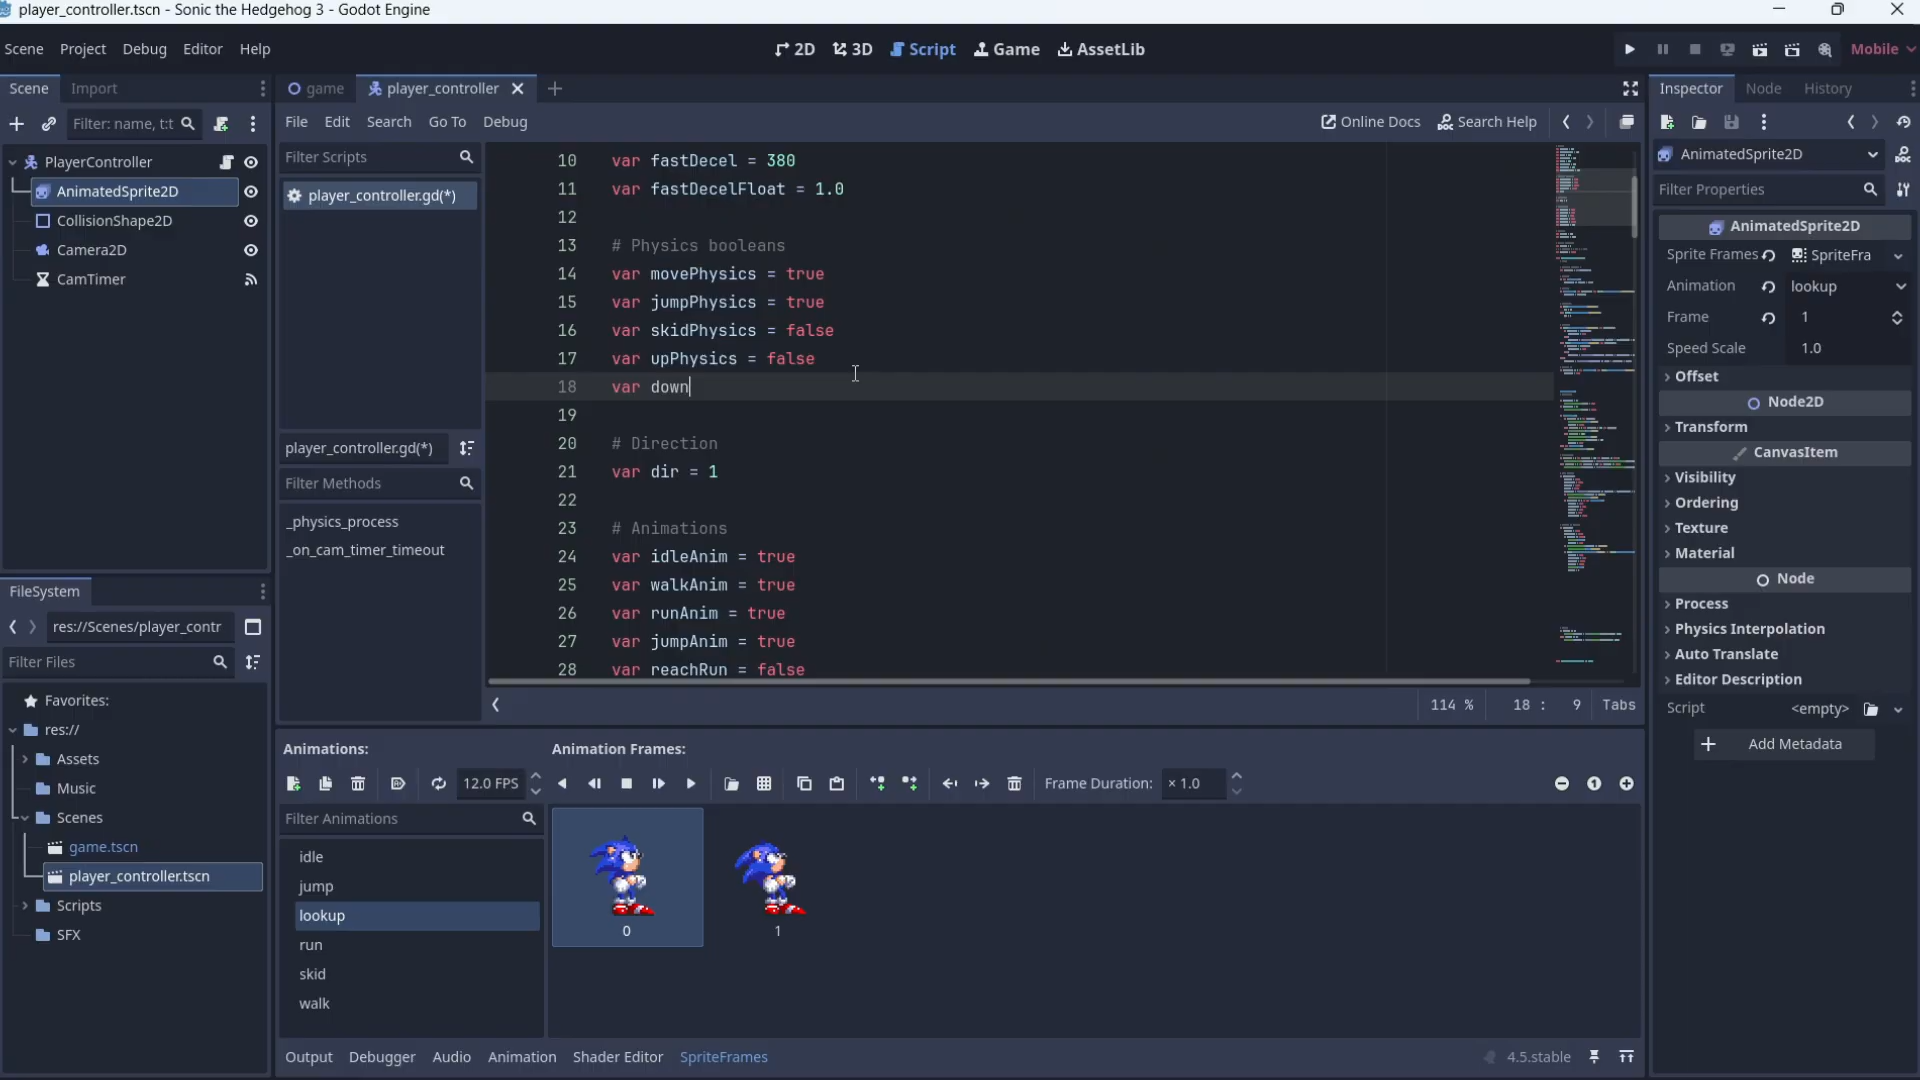 player_controller.tscn - Sonic the Hedgehog 3 - Godot Engine
Scene Project Debug Editor Help
2D 3D Script Game AssetLib
Mobile
Scene Import
game player_controller
Inspector Node History
Filter: name, t:t
File Edit Search Go To Debug
Online Docs Search Help
PlayerController
AnimatedSprite2D
CollisionShape2D
Camera2D
CamTimer
Filter Scripts
player_controller.gd(*)
player_controller.gd(*)
Filter Methods
_physics_process
_on_cam_timer_timeout
10 var fastDecel = 380
11 var fastDecelFloat = 1.0
12
13 # Physics booleans
14 var movePhysics = true
15 var jumpPhysics = true
16 var skidPhysics = false
17 var upPhysics = false
18 var down
19
20 # Direction
21 var dir = 1
22
23 # Animations
24 var idleAnim = true
25 var walkAnim = true
26 var runAnim = true
27 var jumpAnim = true
28 var reachRun = false
114 % 18 : 9 Tabs
AnimatedSprite2D
Filter Properties
AnimatedSprite2D
Sprite Frames SpriteFra
Animation lookup
Frame 1
Speed Scale 1.0
Offset
Node2D
Transform
CanvasItem
Visibility
Ordering
Texture
Material
Node
Process
Physics Interpolation
Auto Translate
Editor Description
Script <empty>
Add Metadata
FileSystem
res://Scenes/player_contr
Filter Files
Favorites:
res://
Assets
Music
Scenes
game.tscn
player_controller.tscn
Scripts
SFX
Animations:
12.0 FPS
Filter Animations
idle
jump
lookup
run
skid
walk
Animation Frames:
Frame Duration: × 1.0
0 1
Output Debugger Audio Animation Shader Editor SpriteFrames
4.5.stable